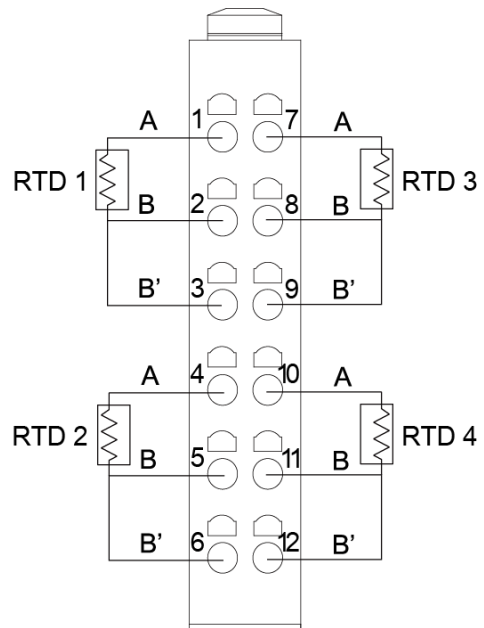 A 1 7 A
RTD 1 RTD 3
B 2 8 B
B' 3 9 B'
A 4 10 A
RTD 2 RTD 4
B 5 11 B
B' 6 12 B'